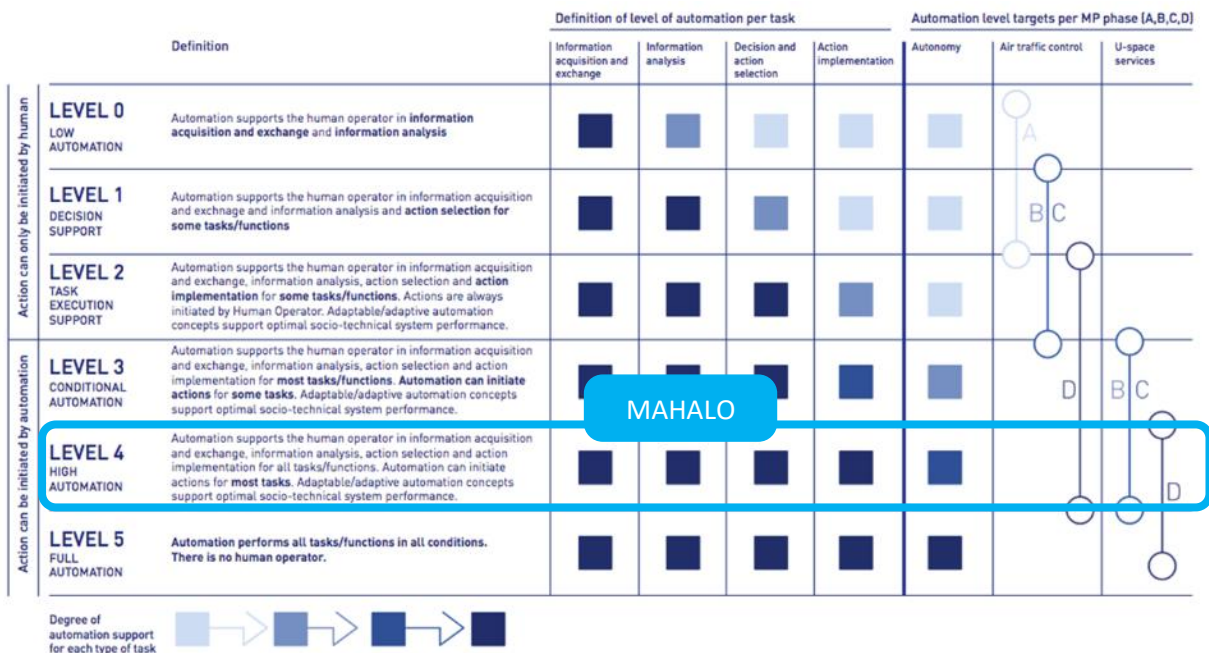 Definition of level of automation per task
Automation level targets per MP phase (A,B,C,D)
Definition
Information
acquisition and
exchange
Information
analysis
Decision and
action
selection
Action
implementation
Autonomy
Air traffic control
U-space
services
Action can only be initiated by human
LEVEL 0
LOW
AUTOMATION
Automation supports the human operator in information
acquisition and exchange and information analysis
A
LEVEL 1
DECISION
SUPPORT
Automation supports the human operator in information acquisition
and exchnage and information analysis and action selection for
some tasks/functions
B C
LEVEL 2
TASK
EXECUTION
SUPPORT
Automation supports the human operator in information acquisition
and exchange, information analysis, action selection and action
implementation for some tasks/functions. Actions are always
initiated by Human Operator. Adaptable/adaptive automation
concepts support optimal socio-technical system performance.
Action can be initiated by automation
LEVEL 3
CONDITIONAL
AUTOMATION
Automation supports the human operator in information acquisition
and exchange, information analysis, action selection and action
implementation for most tasks/functions. Automation can initiate
actions for some tasks. Adaptable/adaptive automation concepts
support optimal socio-technical system performance.
D
B C
MAHALO
LEVEL 4
HIGH
AUTOMATION
Automation supports the human operator in information acquisition
and exchange, information analysis, action selection and action
implementation for all tasks/functions. Automation can initiate
actions for most tasks. Adaptable/adaptive automation concepts
support optimal socio-technical system performance.
D
LEVEL 5
FULL
AUTOMATION
Automation performs all tasks/functions in all conditions.
There is no human operator.
Degree of
automation support
for each type of task